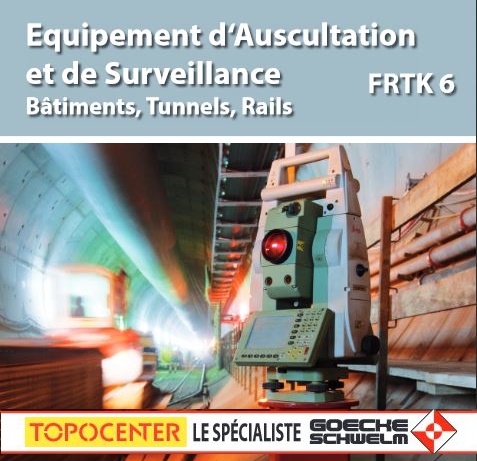 Equipement d‘Auscultation
et de Surveillance
FRTK 6
Bâtiments, Tunnels, Rails
TOPOCENTER LE SPÉCIALISTE GOECKE SCHWELM